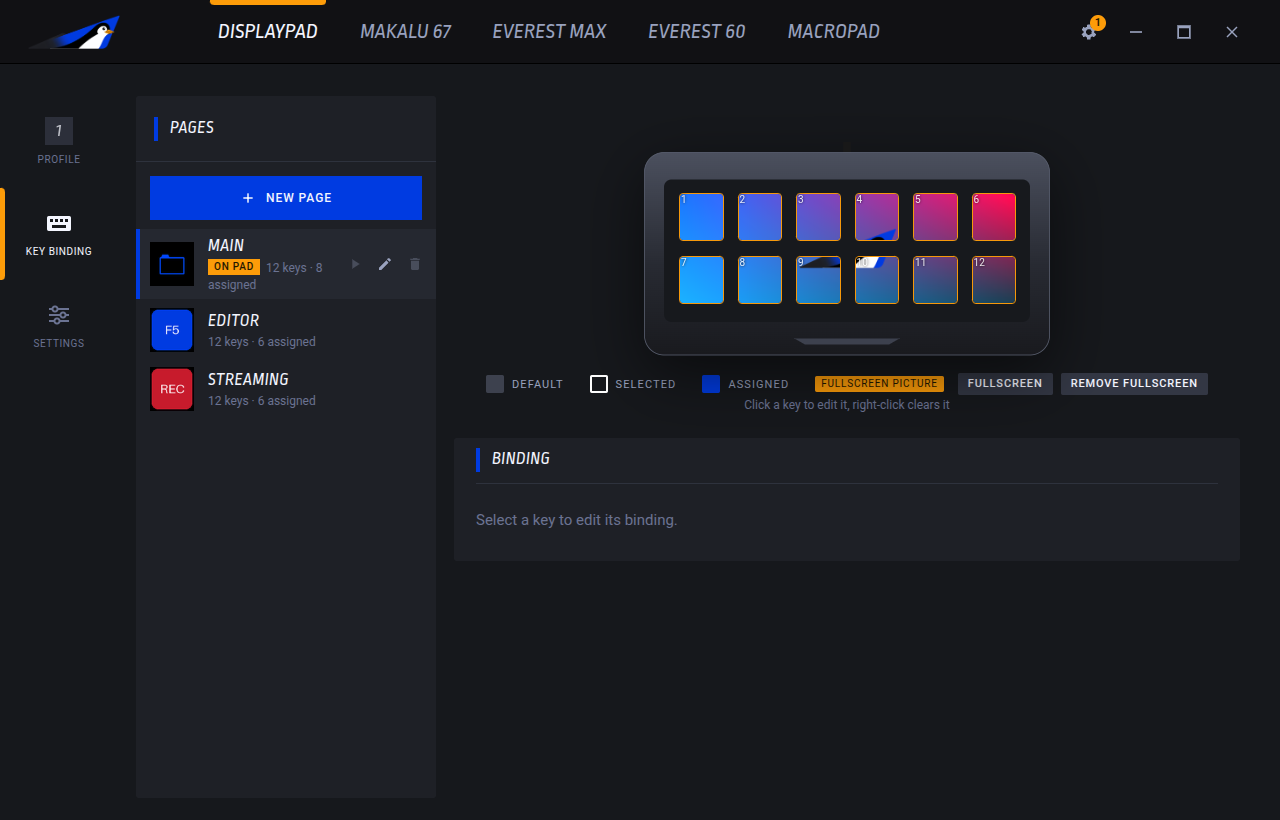 DISPLAYPAD MAKALU 67 EVEREST MAX EVEREST 60 MACROPAD 1
1
PROFILE
KEY BINDING
SETTINGS
PAGES
+ NEW PAGE
MAIN
ON PAD 12 keys · 8
assigned
F5
EDITOR
12 keys · 6 assigned
REC
STREAMING
12 keys · 6 assigned
1 2 3 4 5 6
7 8 9 10 11 12
DEFAULT SELECTED ASSIGNED FULLSCREEN PICTURE FULLSCREEN REMOVE FULLSCREEN
Click a key to edit it, right-click clears it
BINDING
Select a key to edit its binding.